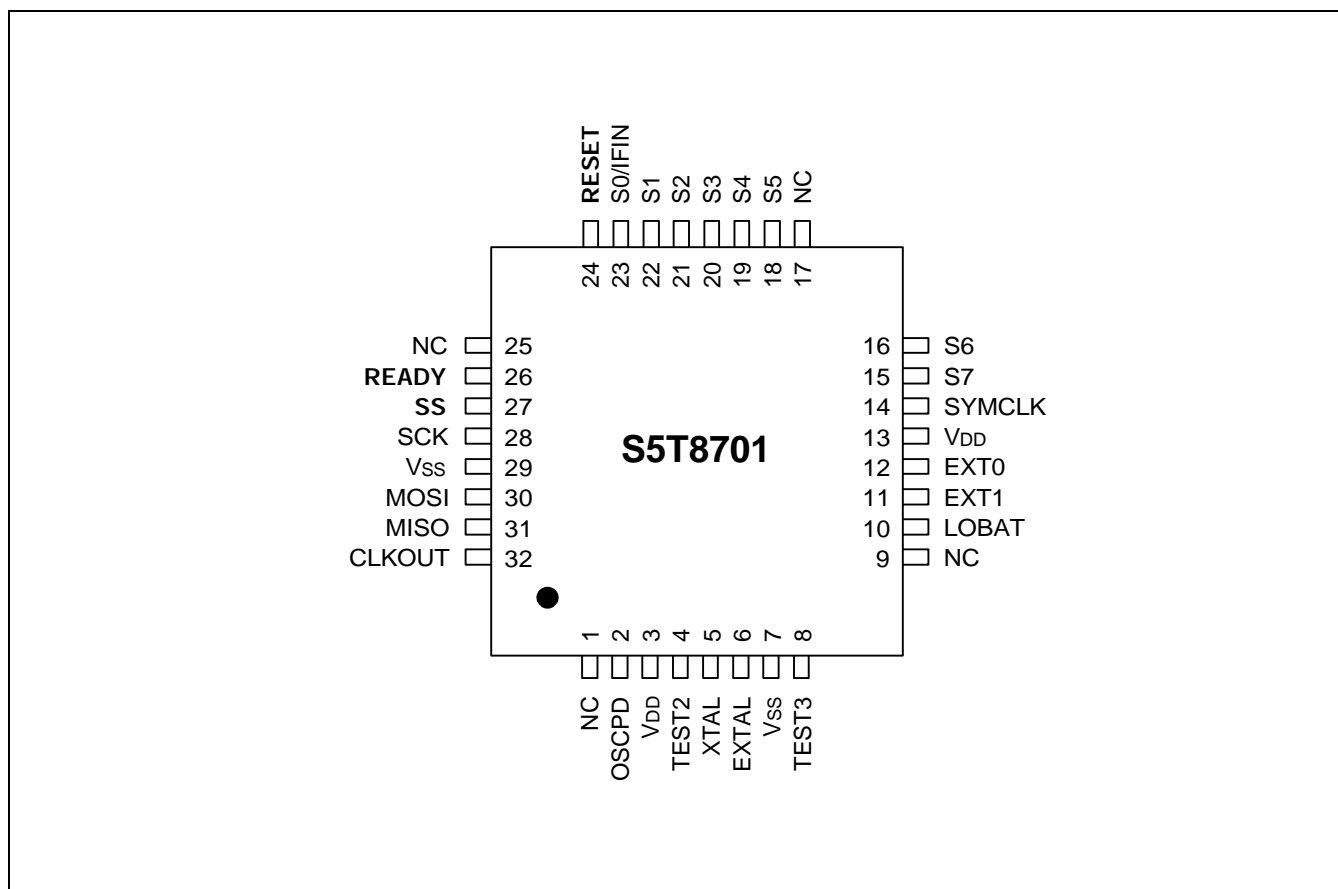 RESET
S0/IFIN
S1
S2
S3
S4
S5
NC
24
23
22
21
20
19
18
17
NC 25
READY 26
SS 27
SCK 28
VSS 29
MOSI 30
MISO 31
CLKOUT 32
S5T8701
16 S6
15 S7
14 SYMCLK
13 VDD
12 EXT0
11 EXT1
10 LOBAT
9 NC
1
2
3
4
5
6
7
8
NC
OSCPD
VDD
TEST2
XTAL
EXTAL
VSS
TEST3